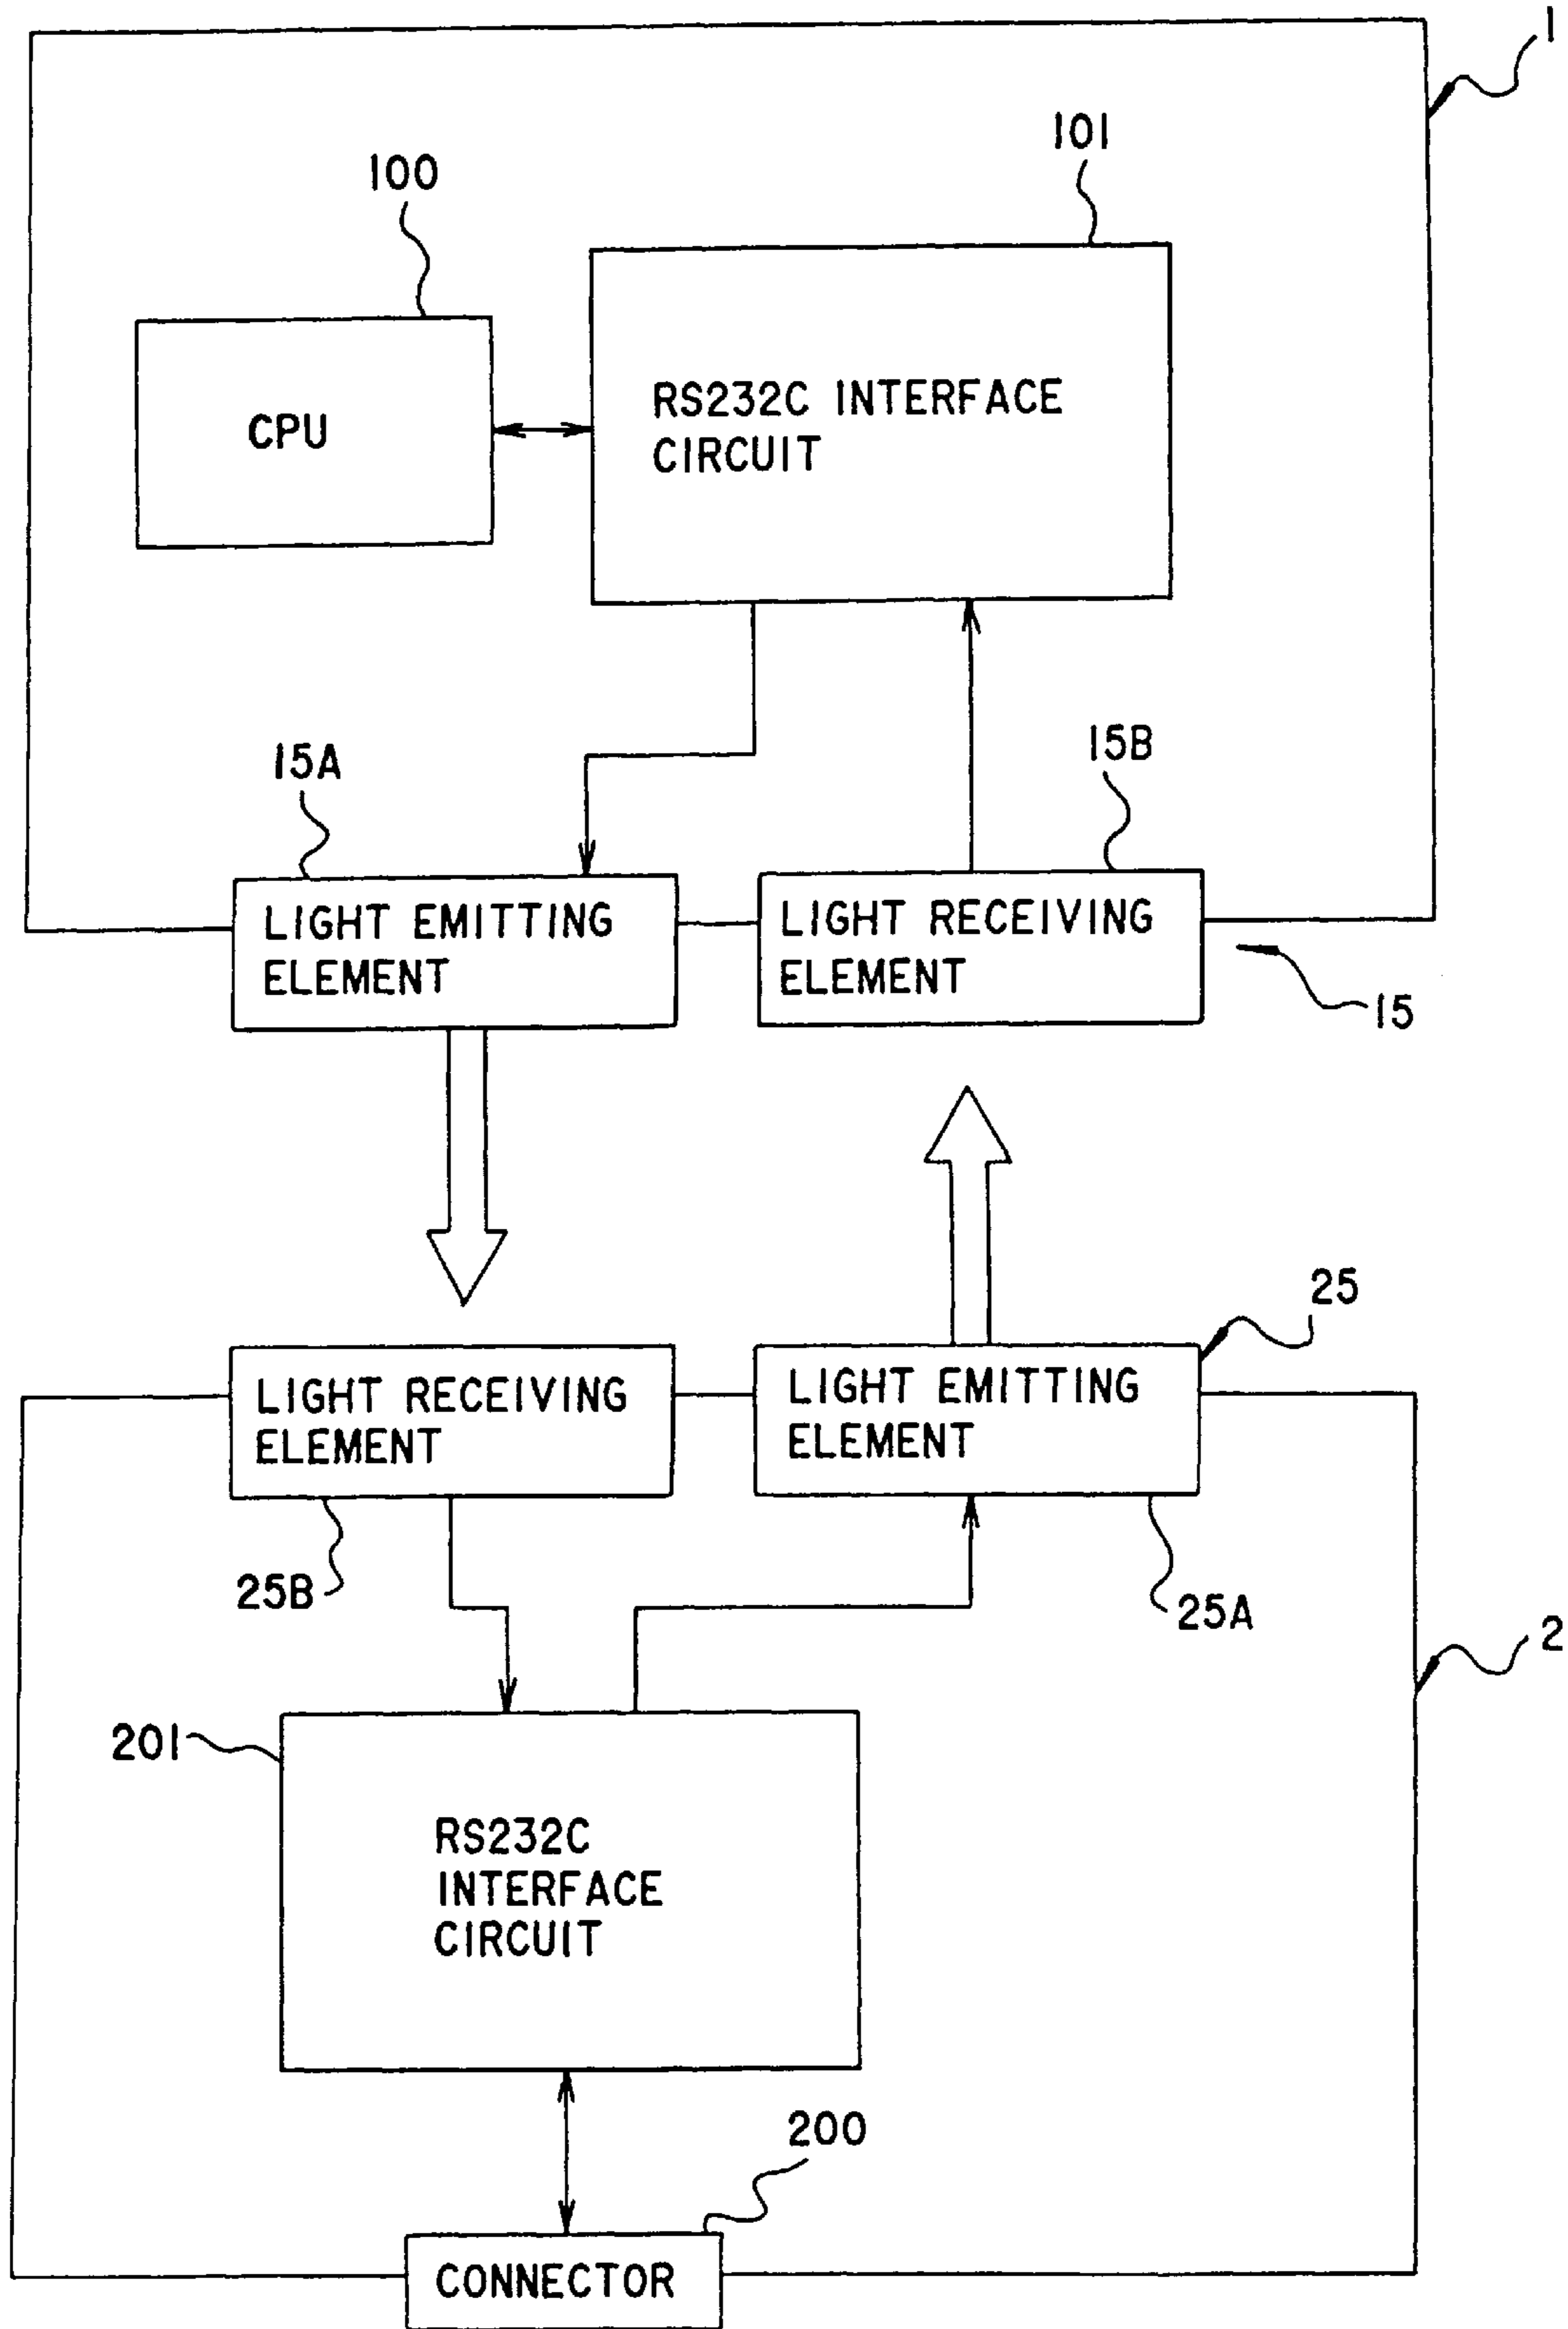 1
101
100
RS232C INTERFACE
CIRCUIT
CPU
15A
15B
LIGHT EMITTING
ELEMENT
LIGHT RECEIVING
ELEMENT
15
25
LIGHT RECEIVING
ELEMENT
LIGHT EMITTING
ELEMENT
25B
25A
2
201
RS232C
INTERFACE
CIRCUIT
200
CONNECTOR